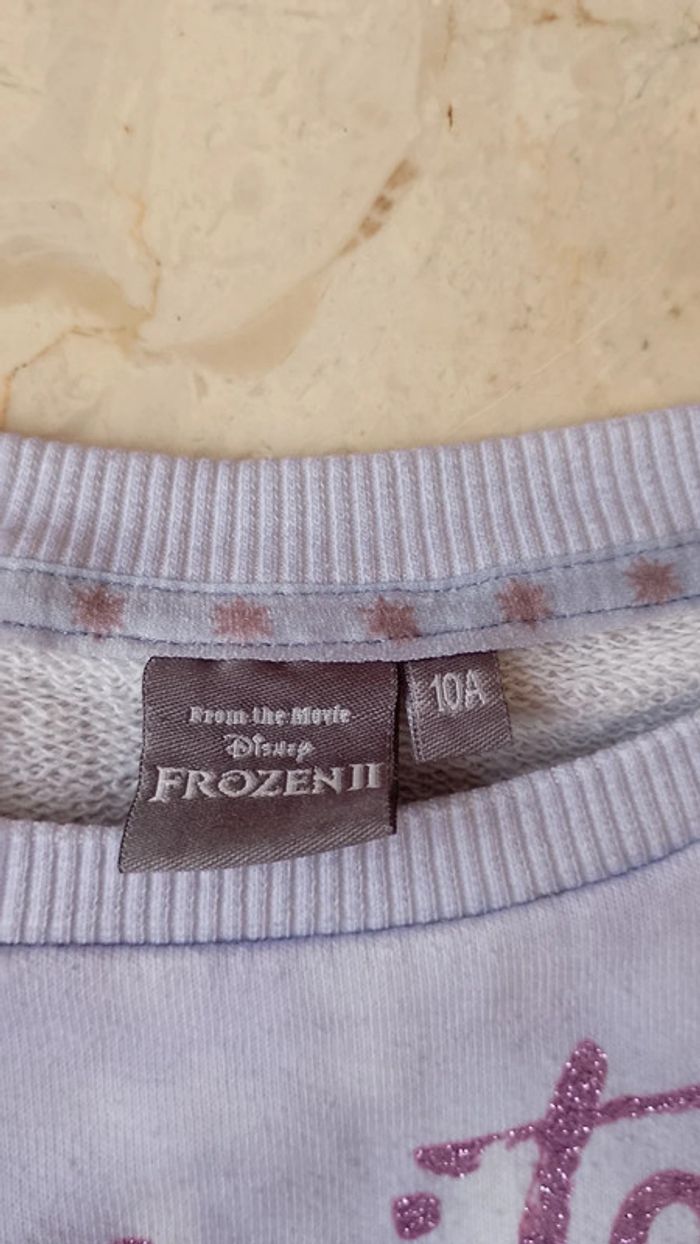 From the Movie
Disney
FROZEN II
10A